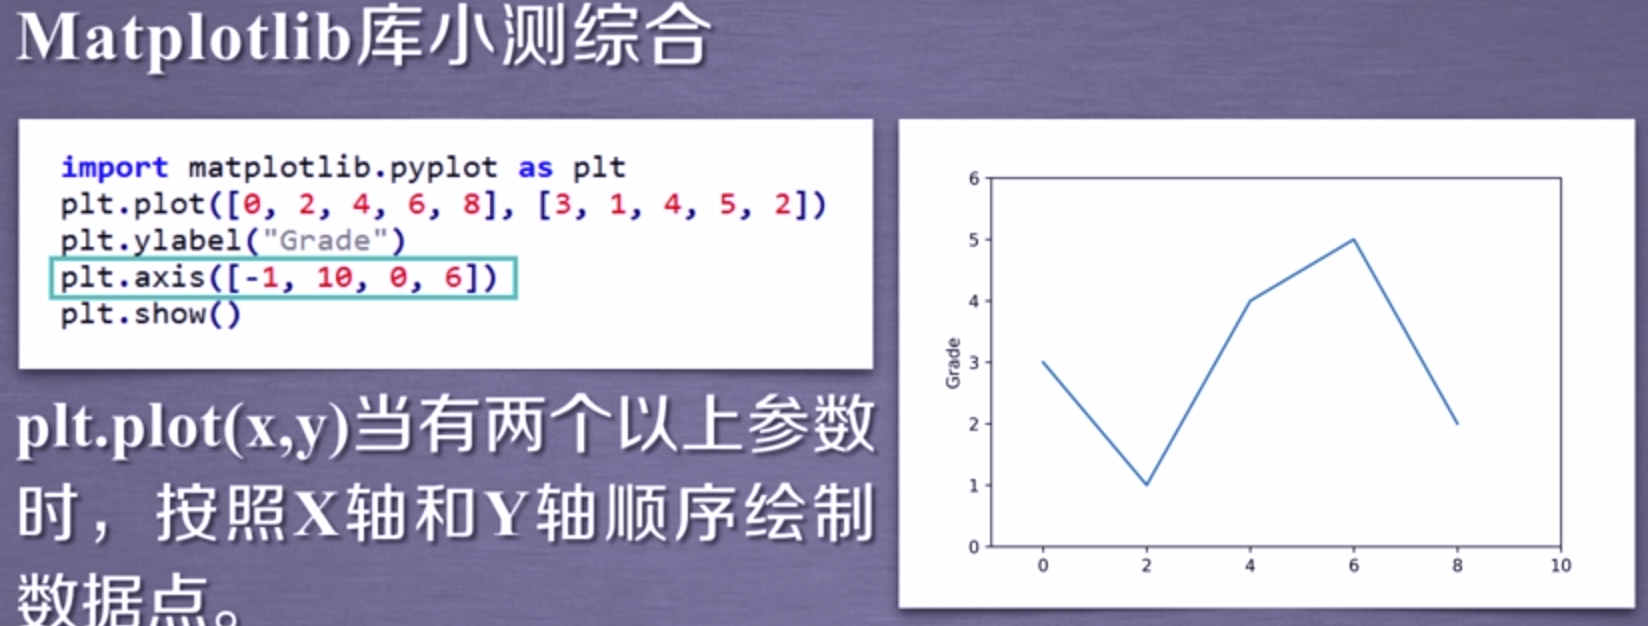 Matplotlib库小测综合
import matplotlib.pyplot as plt
plt.plot([0, 2, 4, 6, 8], [3, 1, 4, 5, 2])
plt.ylabel("Grade")
plt.axis([-1, 10, 0, 6])
plt.show()
plt.plot(x,y)当有两个以上参数
时，按照X轴和Y轴顺序绘制
数据点。
6
5
4
3
2
1
0
Grade
0 2 4 6 8 10